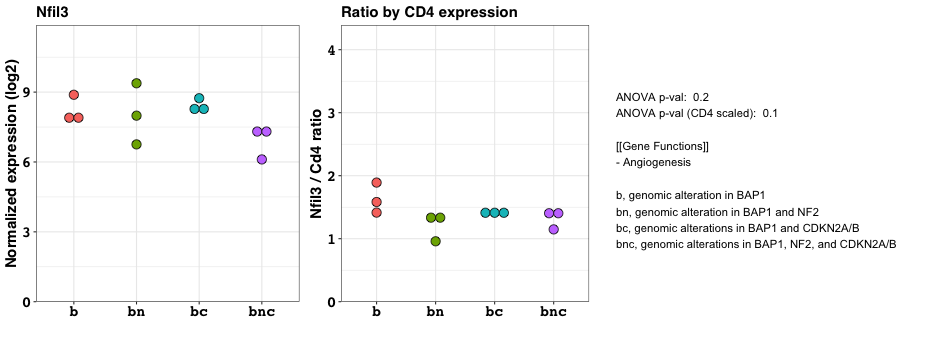 Nfil3
Normalized expression (log2)
9
6
3
0
b
bn
bc
bnc
Ratio by CD4 expression
Nfil3 / Cd4 ratio
4
3
2
1
0
b
bn
bc
bnc
ANOVA p-val:  0.2
ANOVA p-val (CD4 scaled):  0.1
[[Gene Functions]]
- Angiogenesis
b, genomic alteration in BAP1
bn, genomic alteration in BAP1 and NF2
bc, genomic alterations in BAP1 and CDKN2A/B
bnc, genomic alterations in BAP1, NF2, and CDKN2A/B